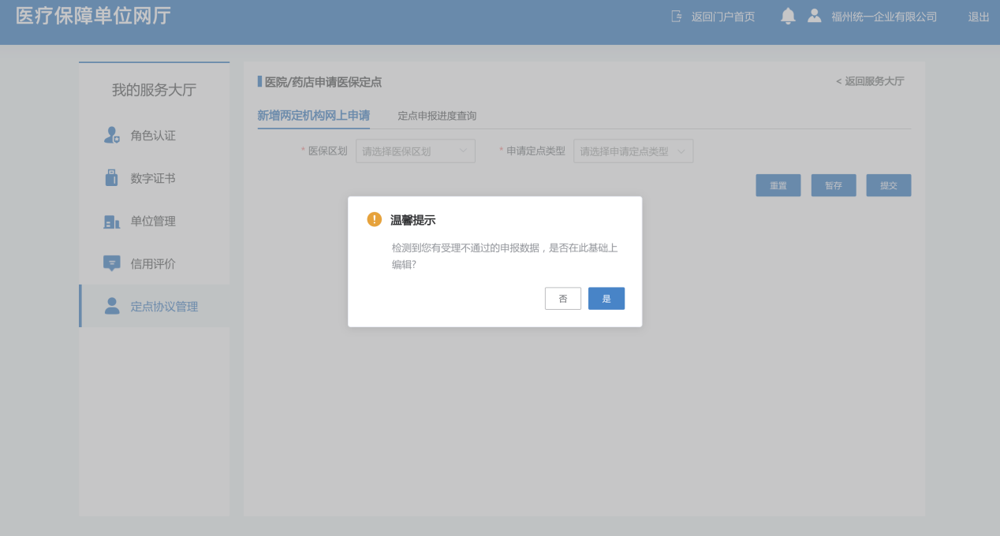 医疗保障单位网厅
返回门户首页
福州统一企业有限公司
退出
我的服务大厅
角色认证
数字证书
单位管理
信用评价
定点协议管理
医院/药店申请医保定点
< 返回服务大厅
新增两定机构网上申请
定点申报进度查询
* 医保区划 请选择医保区划
* 申请定点类型 请选择申请定点类型
重置
暂存
提交
温馨提示
检测到您有受理不通过的申报数据，是否在此基础上
编辑?
否
是